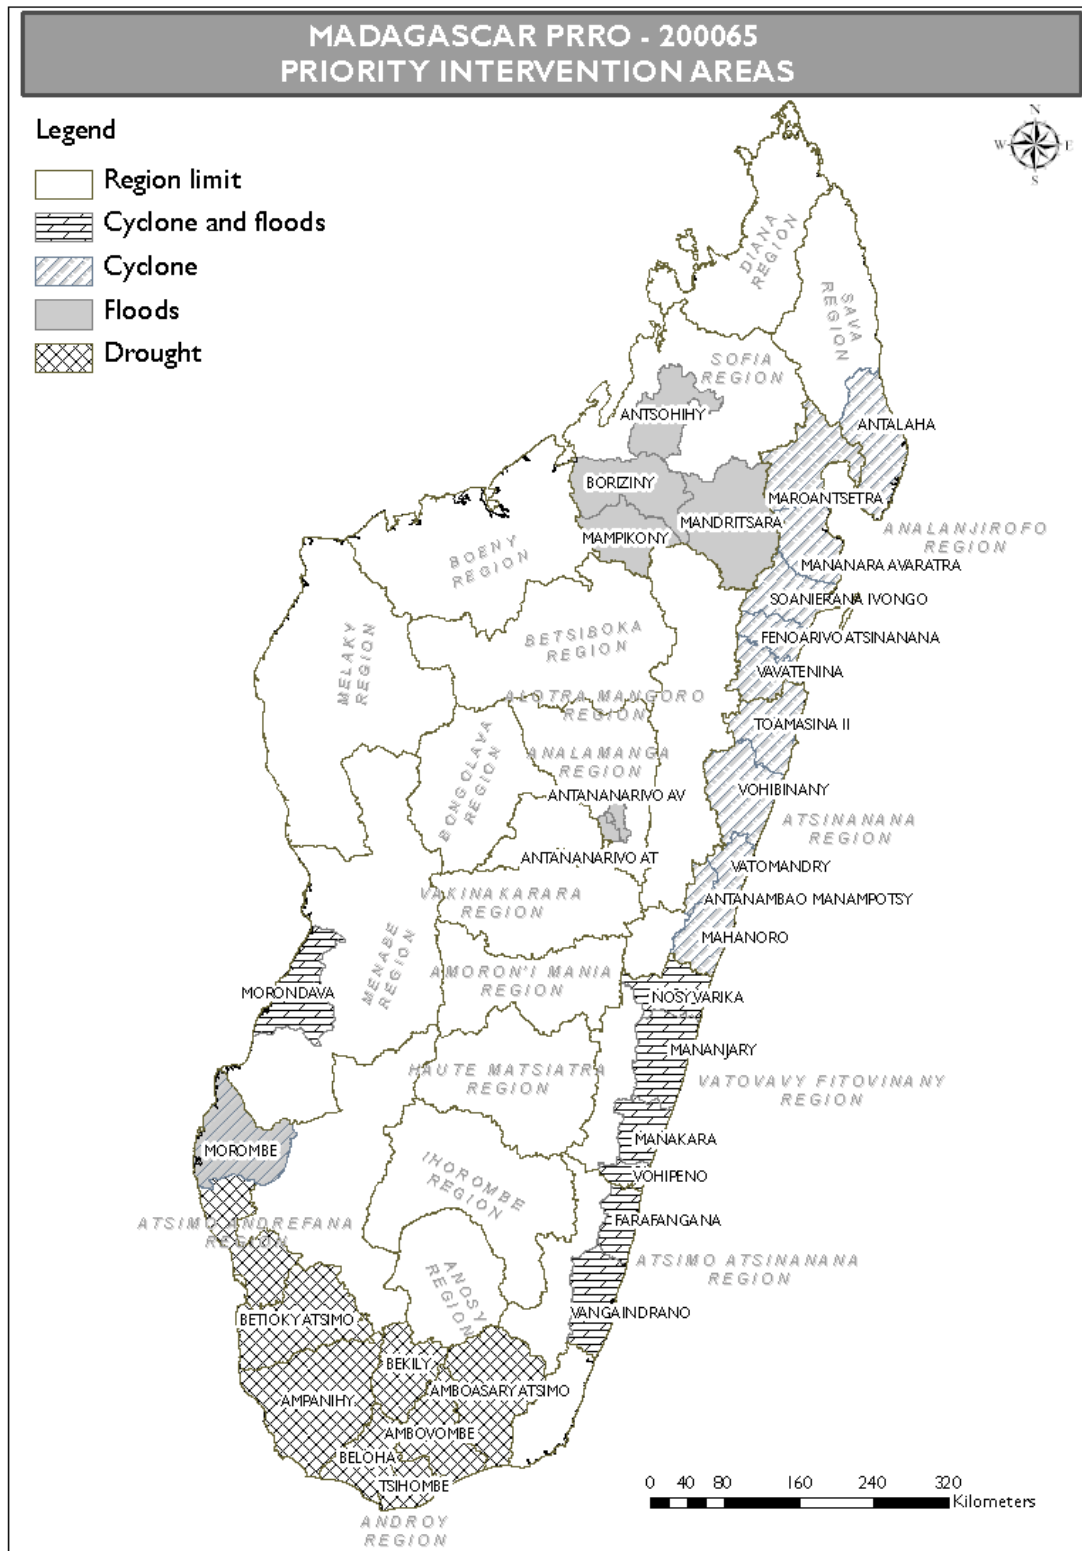 MADAGASCAR PRRO - 200065
PRIORITY INTERVENTION AREAS
Legend
Region limit
Cyclone and floods
Cyclone
Floods
Drought
N
W E
S
DIANA
REGION
SAVA
REGION
SOFIA
REGION
ANTSOHIHY
ANTALAHA
BORIZINY
MAROANTSETRA
MANDRITSARA
MAMPIKONY
ANALANJIROFO
REGION
BOENY
REGION
MANANARA AVARATRA
SOANIERANA IVONGO
BETSIBOKA
REGION
FENOARIVO ATSINANANA
MELAKY
REGION
VAVATENINA
ALOTRA MANGORO
REGION
TOAMASINA II
ANALAMANGA
REGION
BONGOLAVA
REGION
ANTANANARIVO AV
VOHIBINANY
ATSINANANA
REGION
ANTANANARIVO AT
VATOMANDRY
VAKINAKARARA
REGION
ANTANAMBAO MANAMPOTSY
MAHANORO
MENABE
REGION
AMORON'I MANIA
REGION
MORONDAVA
NOSY VARIKA
MANANJARY
HAUTE MATSIATRA
REGION
VATOVAVY FITOVINANY
REGION
MANAKARA
MOROMBE
IHOROMBE
REGION
VOHIPENO
ATSIMO ANDREFANA
REGION
FARAFANGANA
ATSIMO ATSINANANA
REGION
ANOSY
REGION
VANGAINDRANO
BETIOKY ATSIMO
BEKILY
AMPANIHY
AMBOASARY ATSIMO
AMBOVOMBE
BELOHA
TSIHOMBE
ANDROY
REGION
0 40 80 160 240 320
Kilometers